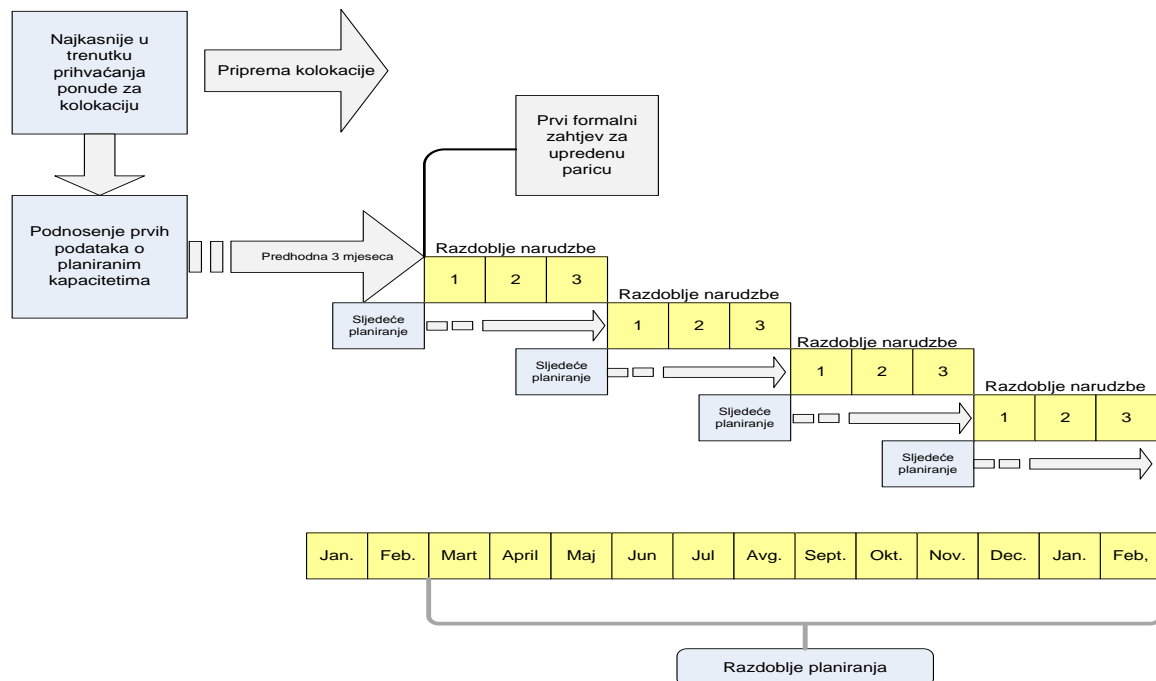 Najkasnije u
trenutku
prihvaćanja
ponude za
kolokaciju
Priprema kolokacije
Prvi formalni
zahtjev za
upredenu
paricu
Podnosenje prvih
podataka o
planiranim
kapacitetima
Predhodna 3 mjeseca
Razdoblje narudzbe
1 2 3
Sljedeće
planiranje
Razdoblje narudzbe
1 2 3
Sljedeće
planiranje
Razdoblje narudzbe
1 2 3
Sljedeće
planiranje
Razdoblje narudzbe
1 2 3
Sljedeće
planiranje
Jan. Feb. Mart April Maj Jun Jul Avg. Sept. Okt. Nov. Dec. Jan. Feb,
Razdoblje planiranja